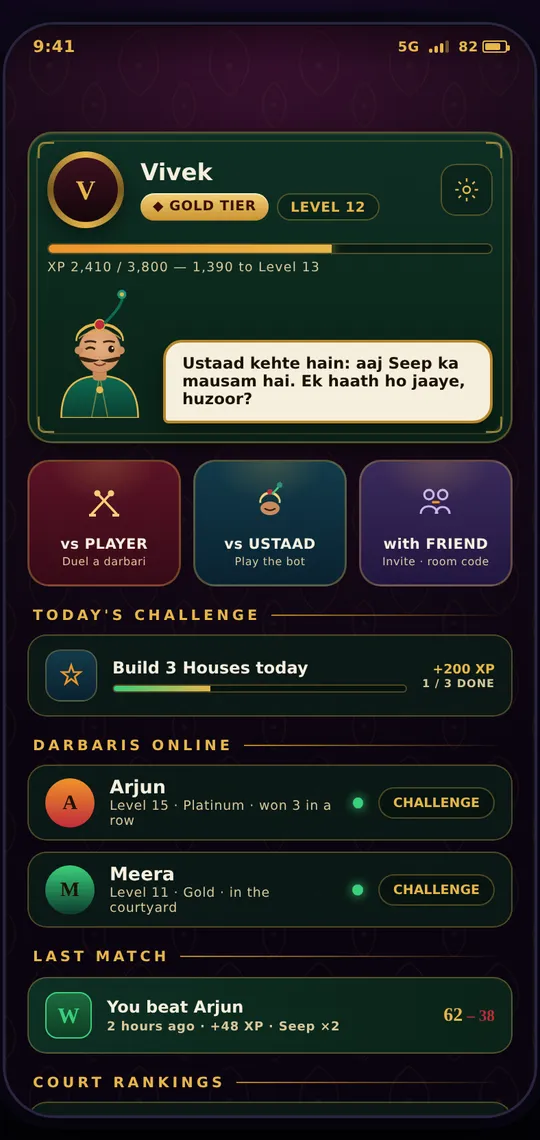 9:41
5G 82
V
Vivek
◆ GOLD TIER
LEVEL 12
XP 2,410 / 3,800 — 1,390 to Level 13
Ustaad kehte hain: aaj Seep ka
mausam hai. Ek haath ho jaaye,
huzoor?
vs PLAYER
Duel a darbari
vs USTAAD
Play the bot
with FRIEND
Invite · room code
TODAY'S CHALLENGE
Build 3 Houses today
+200 XP
1 / 3 DONE
DARBARIS ONLINE
A
Arjun
Level 15 · Platinum · won 3 in a
row
CHALLENGE
M
Meera
Level 11 · Gold · in the
courtyard
CHALLENGE
LAST MATCH
W
You beat Arjun
2 hours ago · +48 XP · Seep ×2
62 – 38
COURT RANKINGS